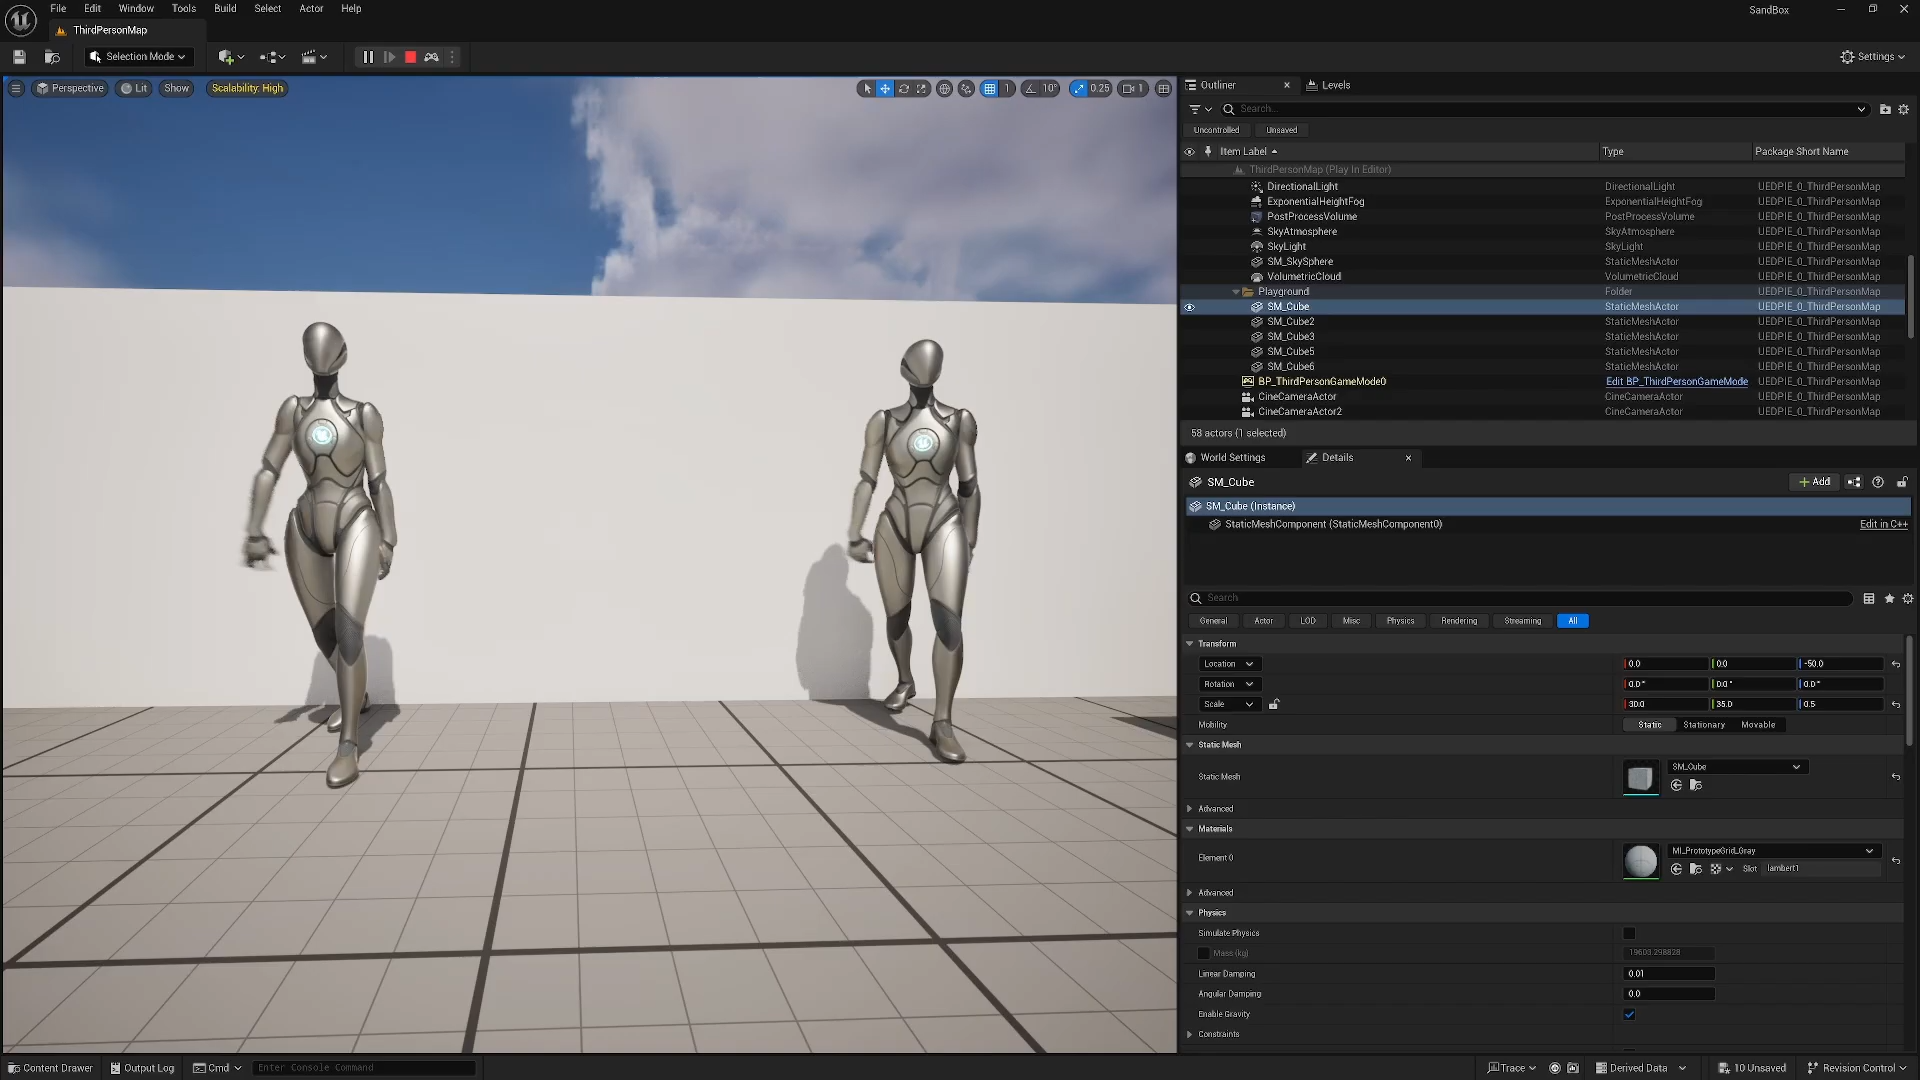 File Edit Window Tools Build Select Actor Help
SandBox
ThirdPersonMap
Selection Mode
Settings
Perspective Lit Show Scalability: High
1 10° 0.25 1
Outliner Levels
Search...
Uncontrolled Unsaved
Item Label Type Package Short Name
ThirdPersonMap (Play In Editor)
DirectionalLight DirectionalLight UEDPIE_0_ThirdPersonMap
ExponentialHeightFog ExponentialHeightFog UEDPIE_0_ThirdPersonMap
PostProcessVolume PostProcessVolume UEDPIE_0_ThirdPersonMap
SkyAtmosphere SkyAtmosphere UEDPIE_0_ThirdPersonMap
SkyLight SkyLight UEDPIE_0_ThirdPersonMap
SM_SkySphere StaticMeshActor UEDPIE_0_ThirdPersonMap
VolumetricCloud VolumetricCloud UEDPIE_0_ThirdPersonMap
Playground Folder UEDPIE_0_ThirdPersonMap
SM_Cube StaticMeshActor UEDPIE_0_ThirdPersonMap
SM_Cube2 StaticMeshActor UEDPIE_0_ThirdPersonMap
SM_Cube3 StaticMeshActor UEDPIE_0_ThirdPersonMap
SM_Cube5 StaticMeshActor UEDPIE_0_ThirdPersonMap
SM_Cube6 StaticMeshActor UEDPIE_0_ThirdPersonMap
BP_ThirdPersonGameMode0 Edit BP_ThirdPersonGameMode UEDPIE_0_ThirdPersonMap
CineCameraActor CineCameraActor UEDPIE_0_ThirdPersonMap
CineCameraActor2 CineCameraActor UEDPIE_0_ThirdPersonMap
58 actors (1 selected)
World Settings Details
SM_Cube
Add
SM_Cube (Instance)
StaticMeshComponent (StaticMeshComponent0) Edit in C++
Search
General Actor LOD Misc Physics Rendering Streaming All
Transform
Location 0.0 0.0 -50.0
Rotation 0.0° 0.0° 0.0°
Scale 30.0 35.0 0.5
Mobility Static Stationary Movable
Static Mesh
Static Mesh SM_Cube
Advanced
Materials
Element 0 MI_PrototypeGrid_Gray
Slot lambert1
Advanced
Physics
Simulate Physics
Mass (kg) 19603.298828
Linear Damping 0.01
Angular Damping 0.0
Enable Gravity
Constraints
Content Drawer Output Log Cmd Enter Console Command Trace Derived Data 10 Unsaved Revision Control